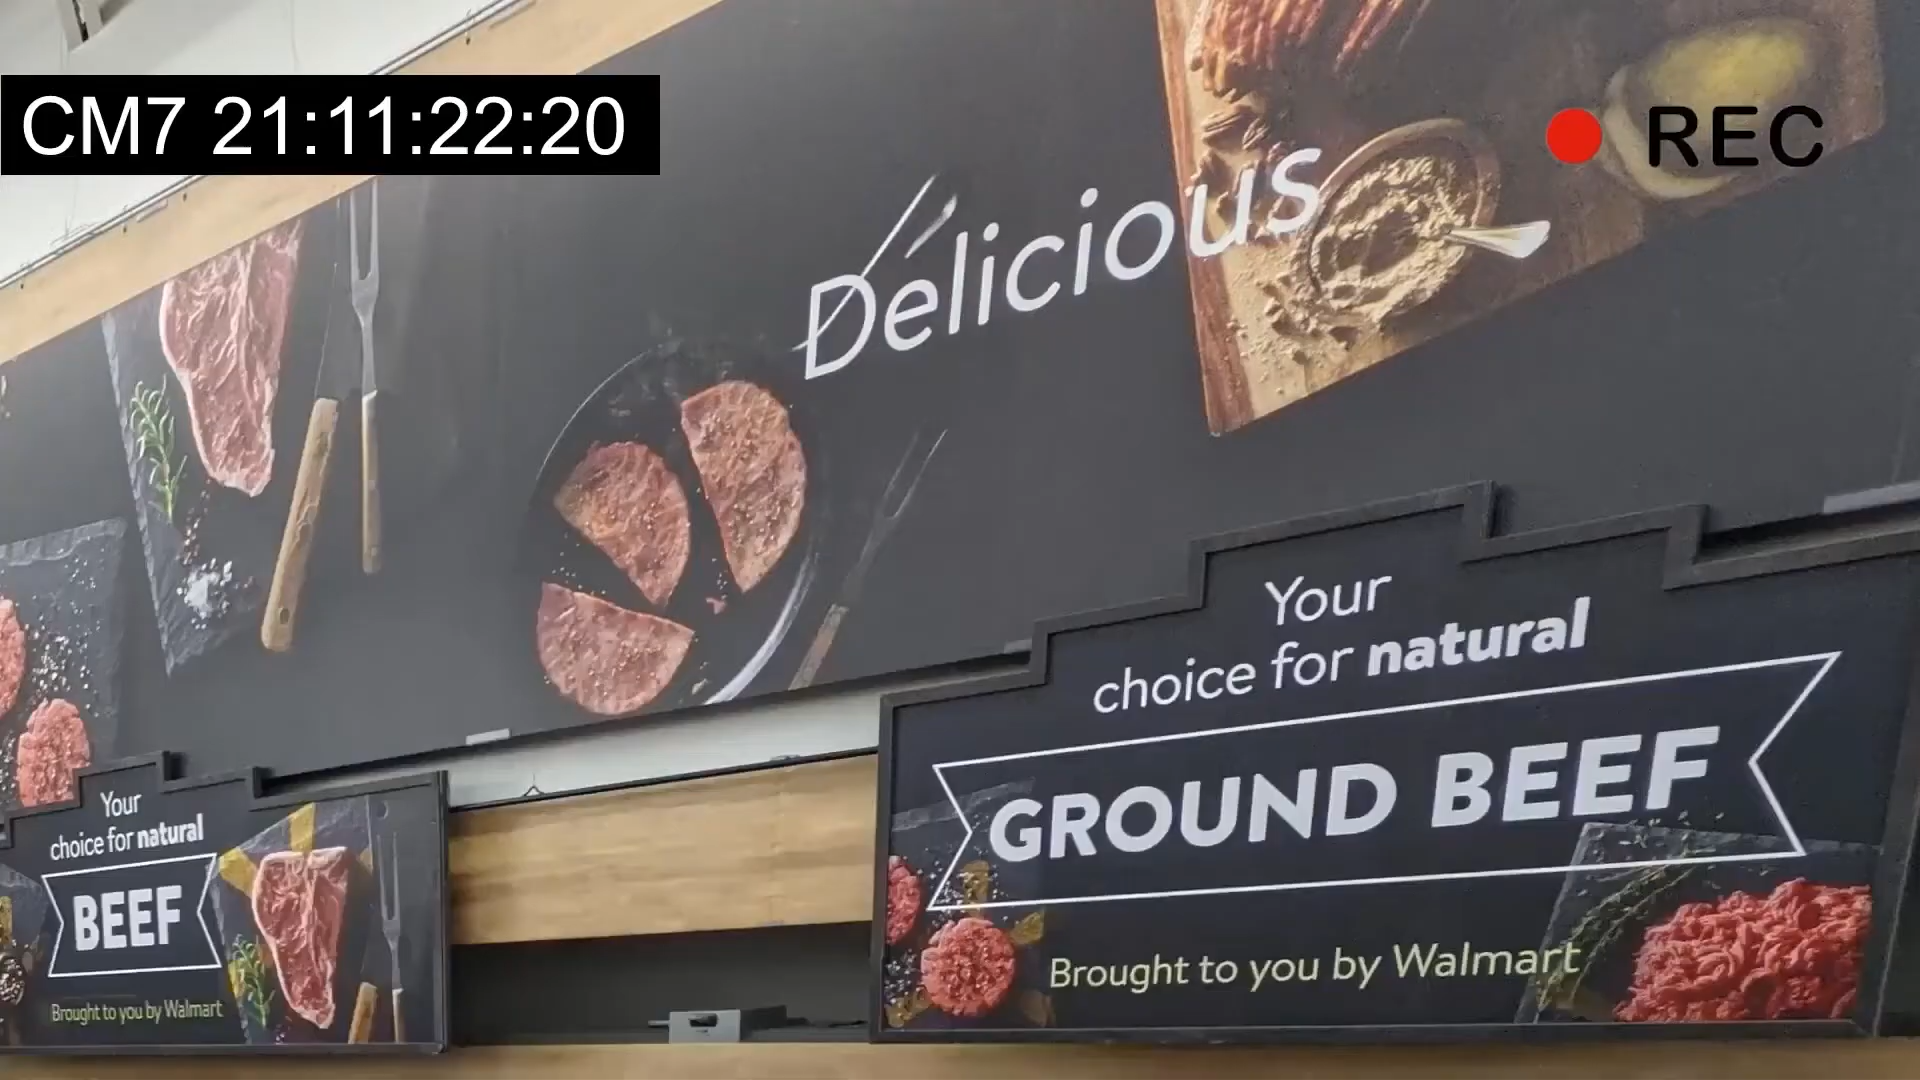 CM7 21:11:22:20
REC
Delicious
Your
choice for natural
GROUND BEEF
Brought to you by Walmart
Your
choice for natural
BEEF
Brought to you by Walmart